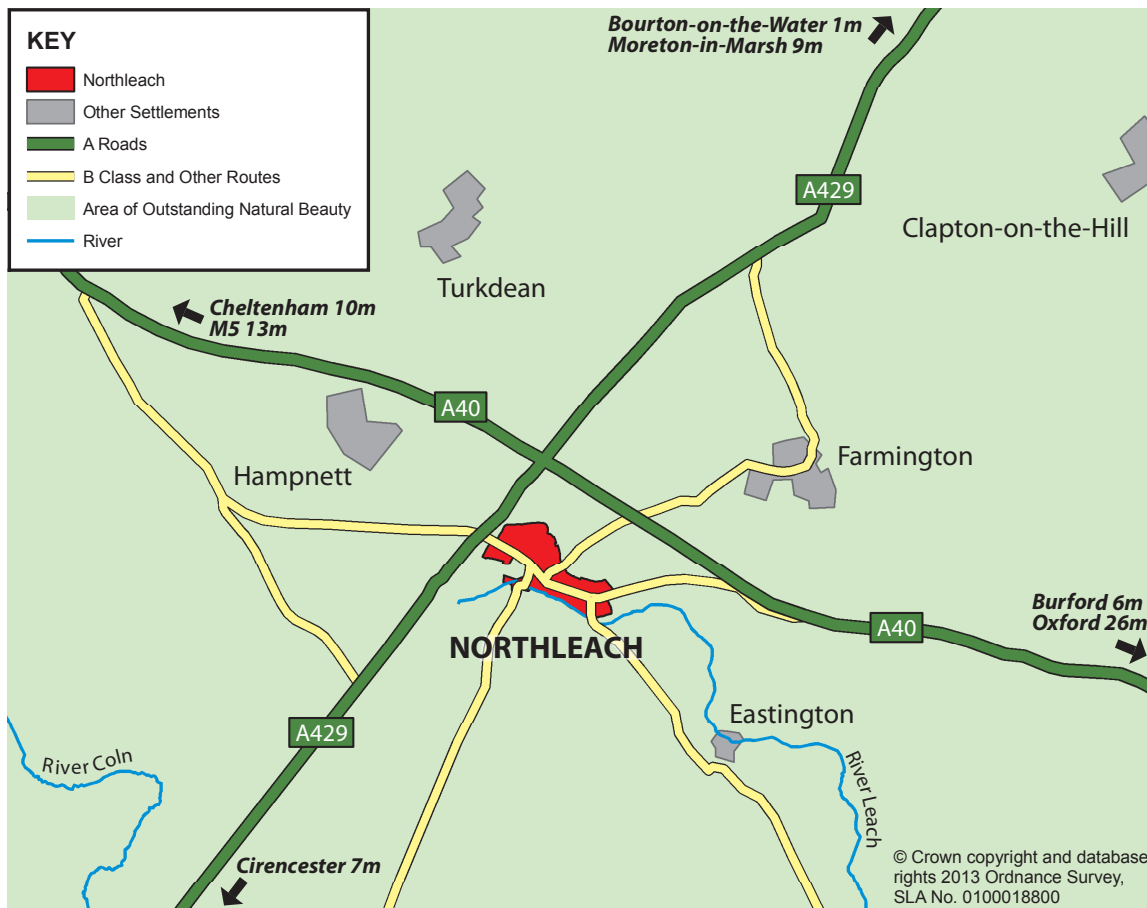 KEY
Northleach
Other Settlements
A Roads
B Class and Other Routes
Area of Outstanding Natural Beauty
River
Bourton-on-the-Water 1m
Moreton-in-Marsh 9m
A429
Clapton-on-the-Hill
Turkdean
Cheltenham 10m
M5 13m
A40
Hampnett
Farmington
Burford 6m
Oxford 26m
A40
NORTHLEACH
Eastington
A429
River Coln
River Leach
Cirencester 7m
© Crown copyright and database
rights 2013 Ordnance Survey,
SLA No. 0100018800